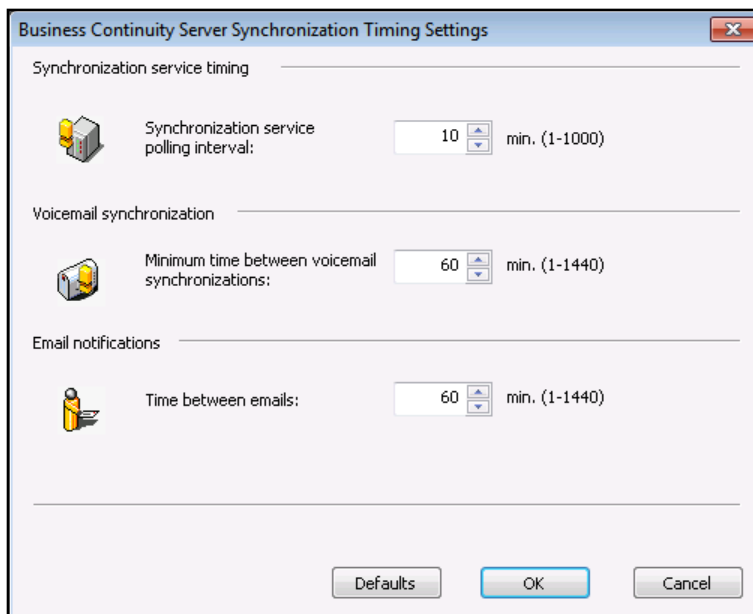 Business Continuity Server Synchronization Timing Settings
Synchronization service timing
Synchronization service
polling interval:
10 min. (1-1000)
Voicemail synchronization
Minimum time between voicemail
synchronizations:
60 min. (1-1440)
Email notifications
Time between emails:
60 min. (1-1440)
Defaults OK Cancel